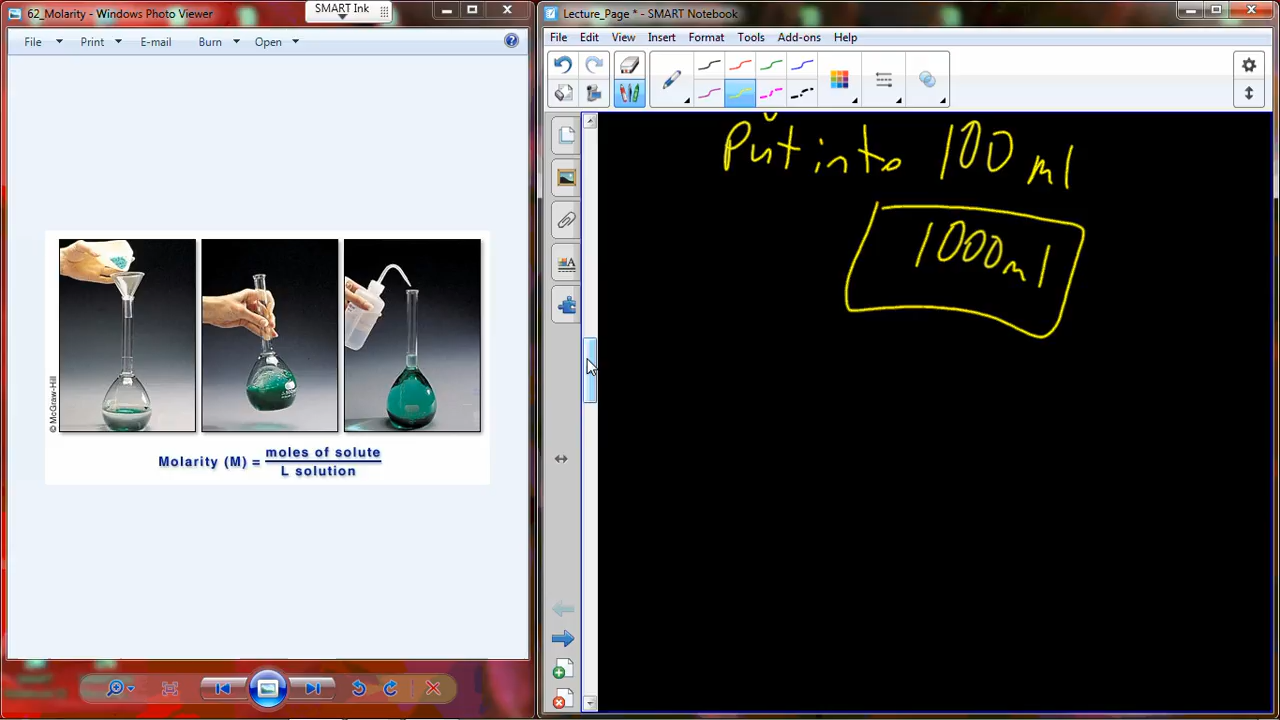 62_Molarity - Windows Photo Viewer
SMART Ink
File Print E-mail Burn Open
© McGraw-Hill
Molarity (M) = moles of solute
L solution
Lecture_Page * - SMART Notebook
File Edit View Insert Format Tools Add-ons Help
Put into 100 ml
1000 ml